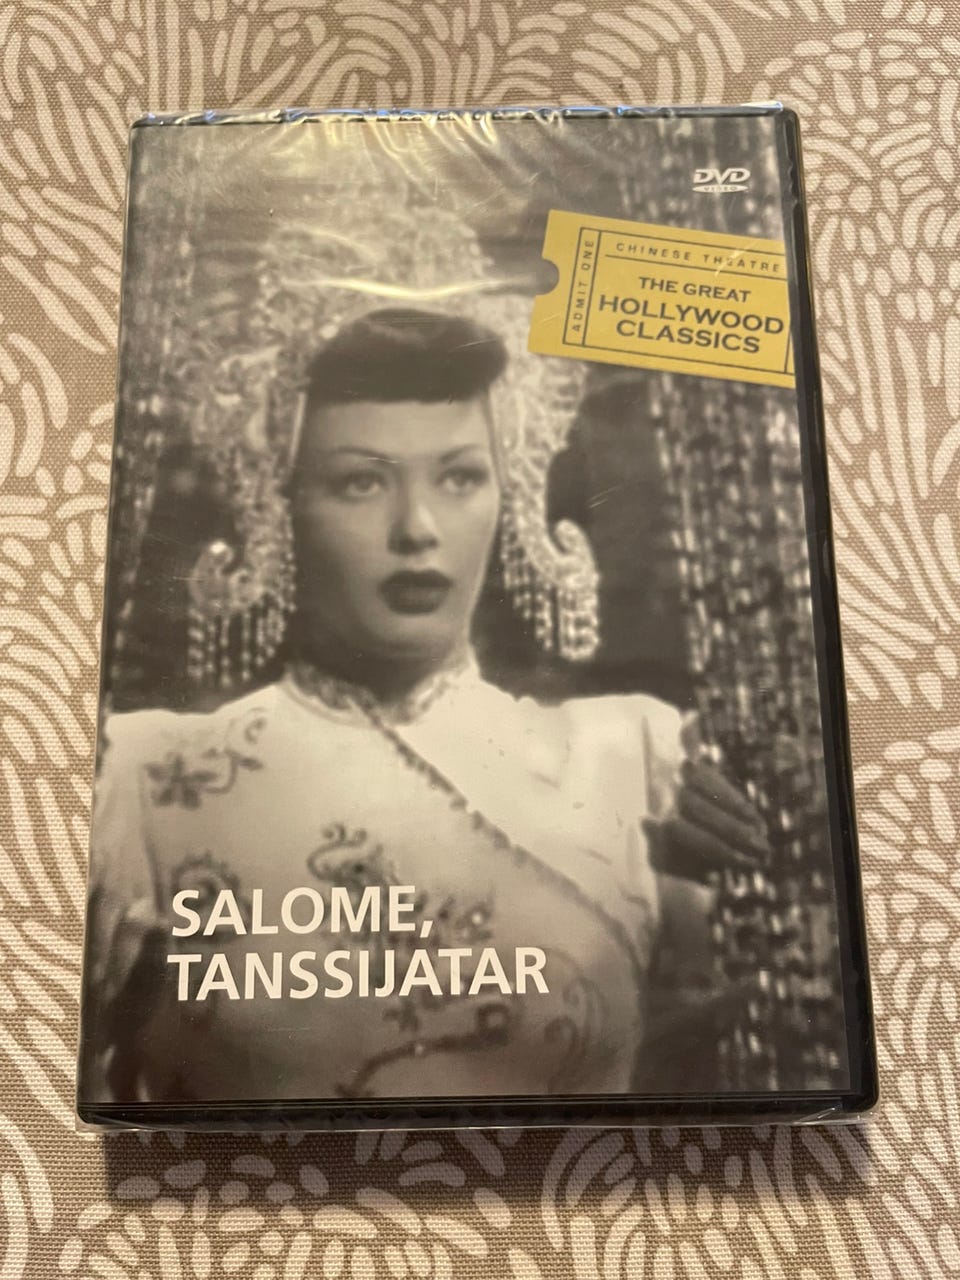 DVD
VIDEO
ADMIT ONE
CHINESE THEATRE
THE GREAT
HOLLYWOOD
CLASSICS
SALOME,
TANSSIJATAR